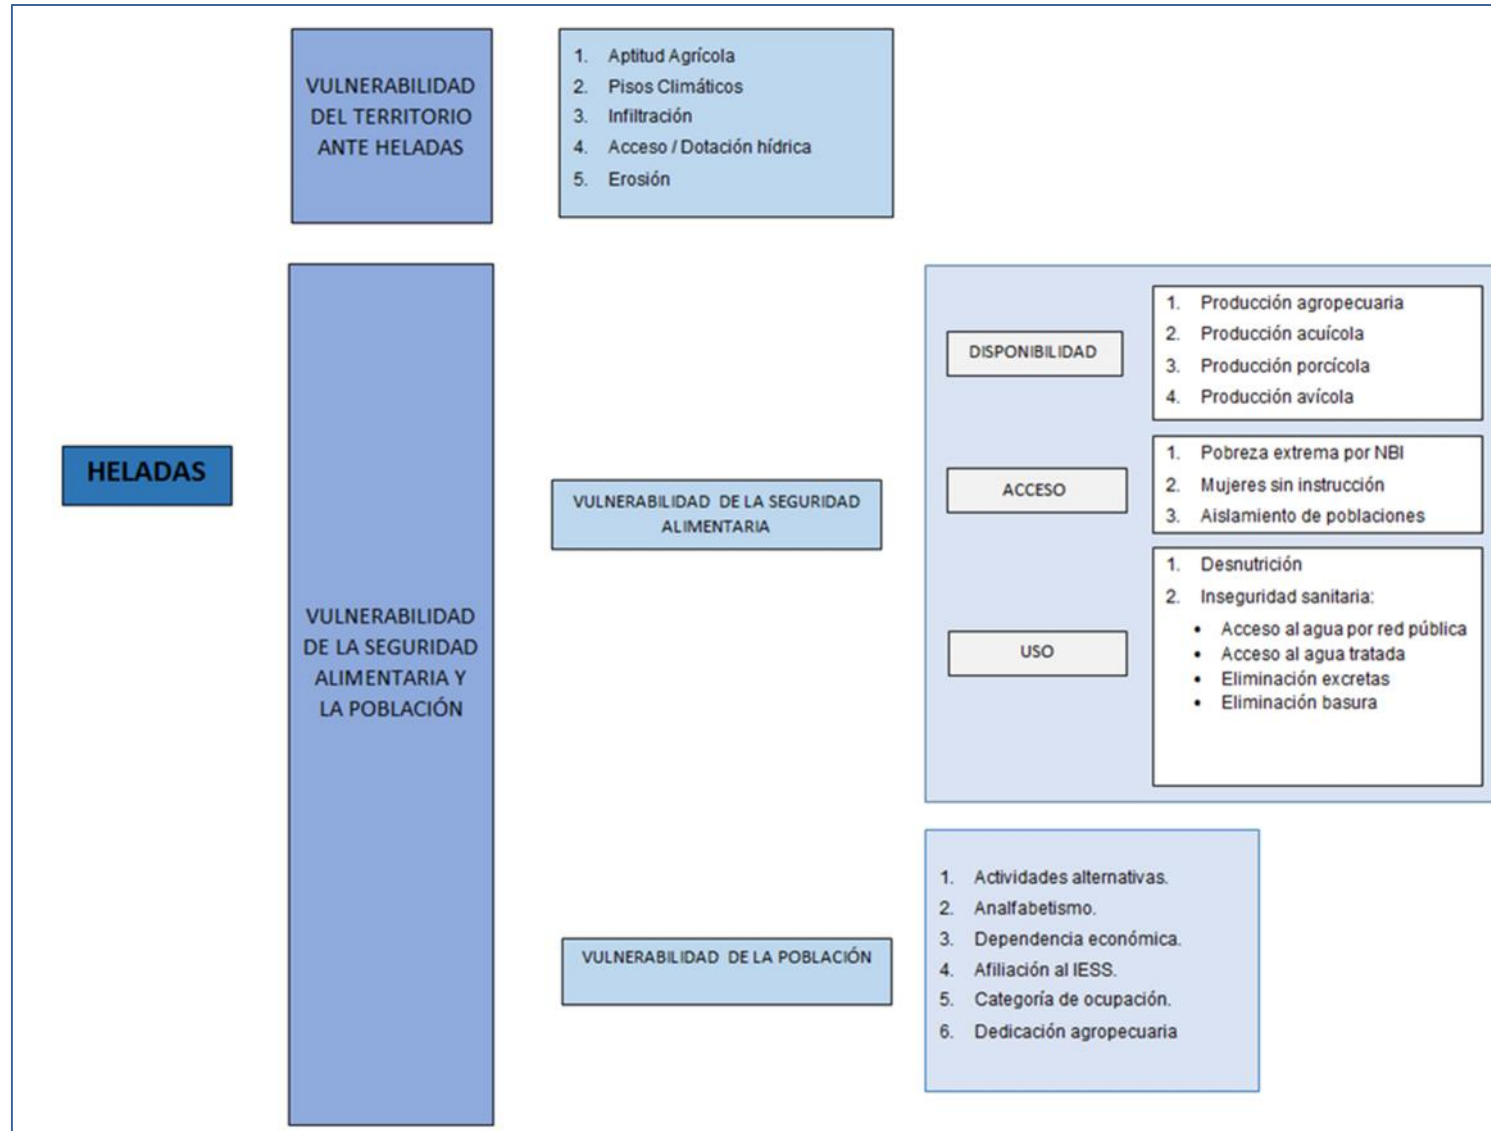 VULNERABILIDAD
DEL TERRITORIO
ANTE HELADAS
1. Aptitud Agrícola
2. Pisos Climáticos
3. Infiltración
4. Acceso / Dotación hídrica
5. Erosión
HELADAS
VULNERABILIDAD
DE LA SEGURIDAD
ALIMENTARIA Y
LA POBLACIÓN
VULNERABILIDAD DE LA SEGURIDAD
ALIMENTARIA
DISPONIBILIDAD
1. Producción agropecuaria
2. Producción acuícola
3. Producción porcícola
4. Producción avícola
ACCESO
1. Pobreza extrema por NBI
2. Mujeres sin instrucción
3. Aislamiento de poblaciones
USO
1. Desnutrición
2. Inseguridad sanitaria:
• Acceso al agua por red pública
• Acceso al agua tratada
• Eliminación excretas
• Eliminación basura
VULNERABILIDAD DE LA POBLACIÓN
1. Actividades alternativas.
2. Analfabetismo.
3. Dependencia económica.
4. Afiliación al IESS.
5. Categoría de ocupación.
6. Dedicación agropecuaria